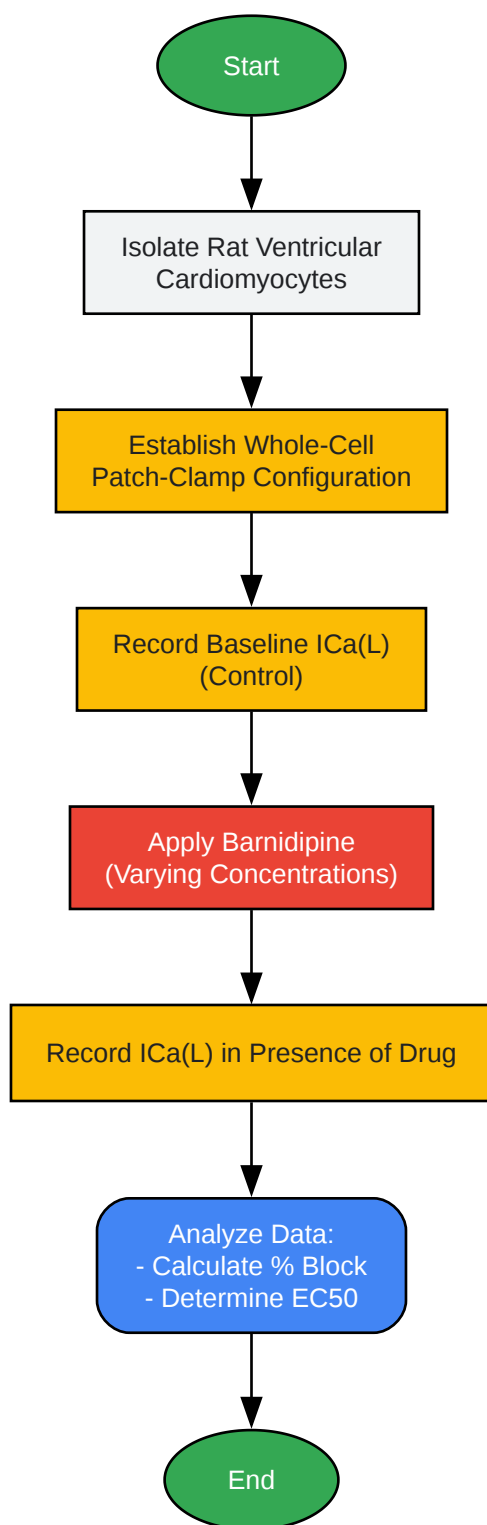 Start
Isolate Rat Ventricular
Cardiomyocytes
Establish Whole-Cell
Patch-Clamp Configuration
Record Baseline ICa(L)
(Control)
Apply Barnidipine
(Varying Concentrations)
Record ICa(L) in Presence of Drug
Analyze Data:
- Calculate % Block
- Determine EC50
End